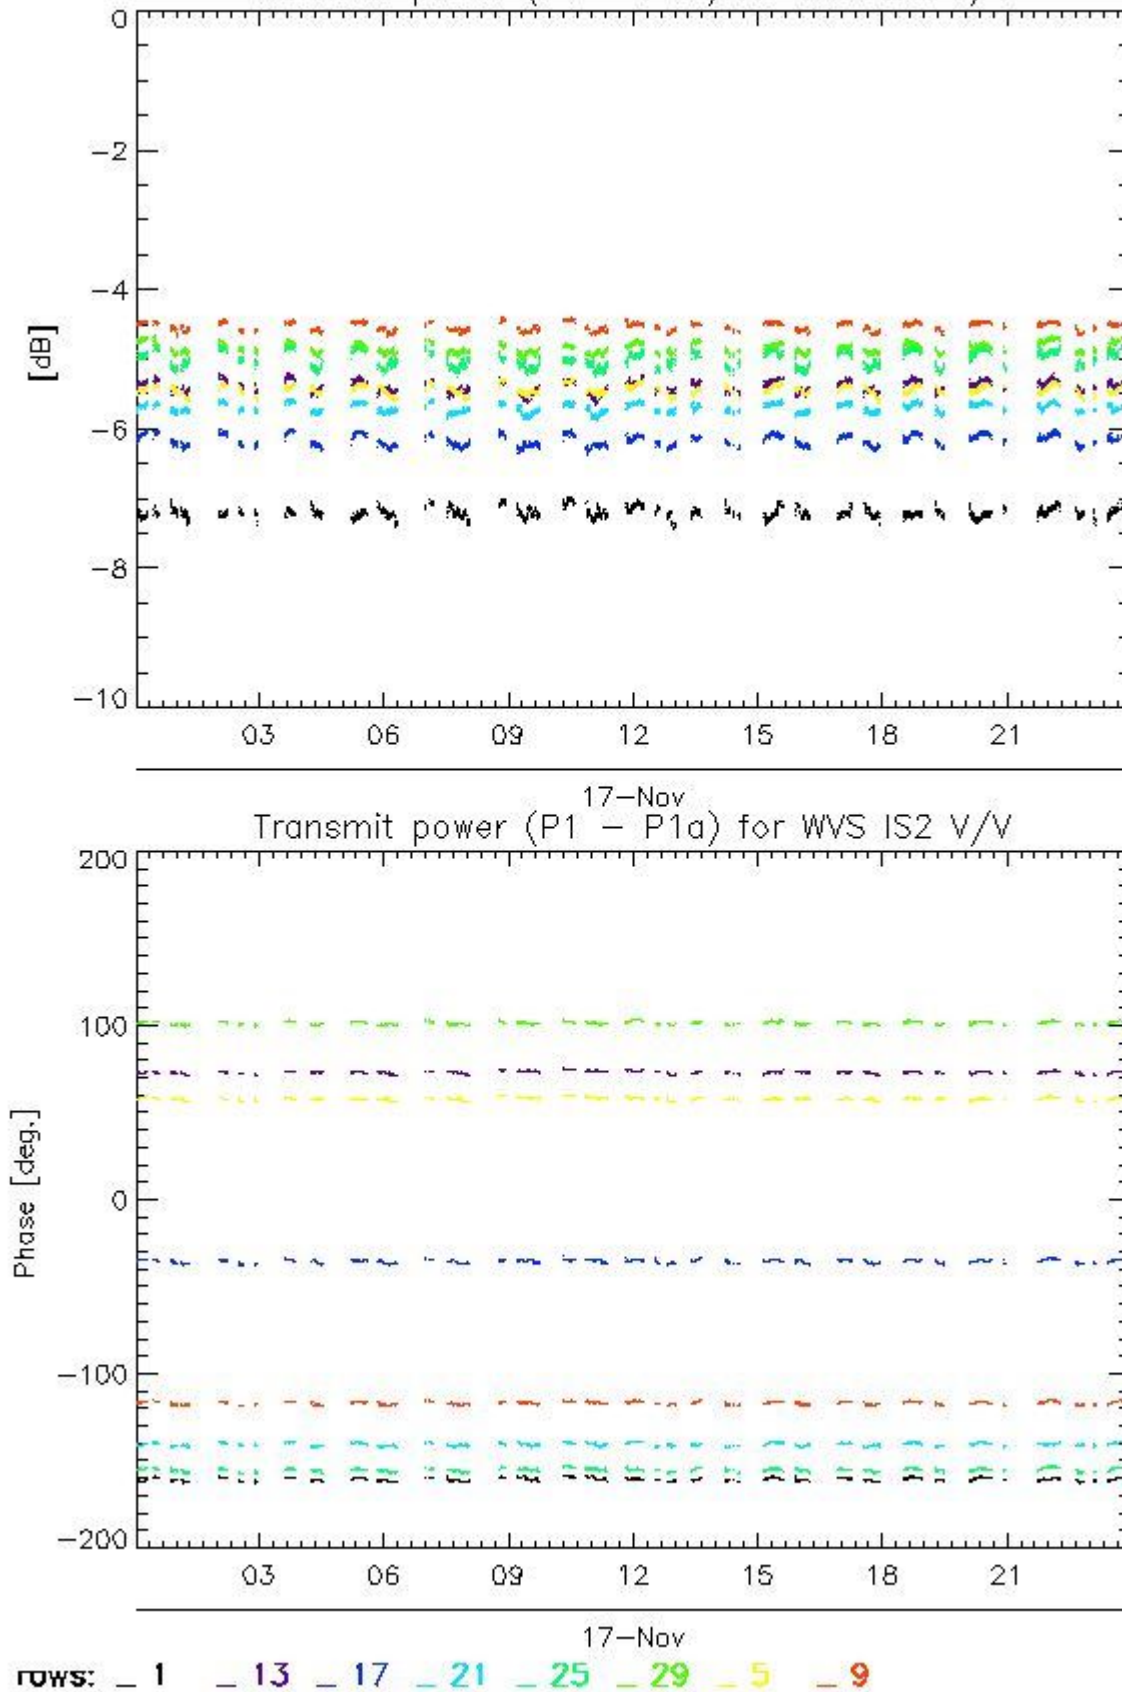 0
-2
-4
[dB]
-6
-8
-10
03 06 09 12 15 18 21
17-Nov
Transmit power (P1 - P1a) for WVS IS2 V/V
200
100
0
Phase [deg.]
-100
-200
03 06 09 12 15 18 21
17-Nov
rows: _ 1 _ 13 _ 17 _ 21 _ 25 _ 29 _ 5 _ 9